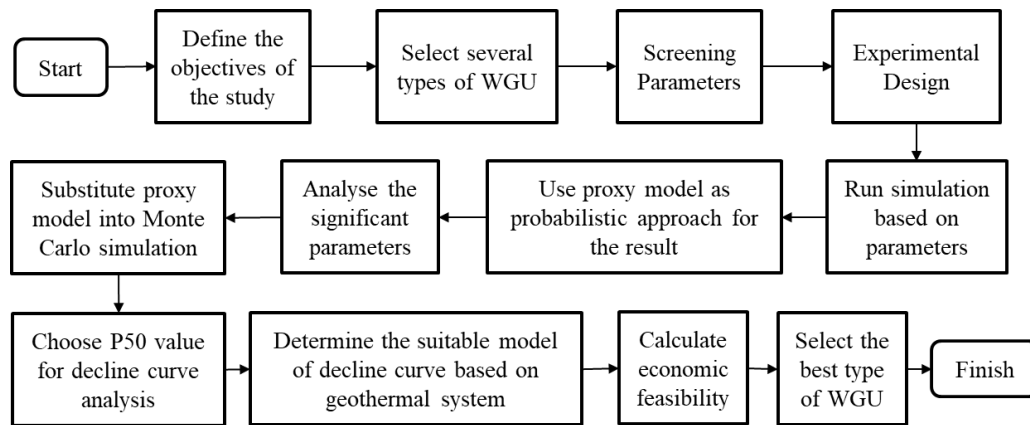 Start
Define the
objectives of
the study
Select several
types of WGU
Screening
Parameters
Experimental
Design
Run simulation
based on
parameters
Use proxy model as
probabilistic approach for
the result
Analyse the
significant
parameters
Substitute proxy
model into Monte
Carlo simulation
Choose P50 value
for decline curve
analysis
Determine the suitable model
of decline curve based on
geothermal system
Calculate
economic
feasibility
Select the
best type
of WGU
Finish